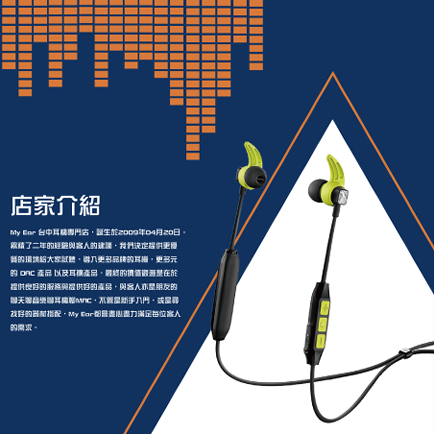 店家介紹
My Ear 台中耳機專門店，誕生於2009年04月20日。
累積了二年的經驗與客人的建議，我們決定提供更優
質的環境給大家試聽，導入更多品牌的耳機，更多元
的 DAC 產品 以及耳擴產品，最終的價值觀還是在於
提供良好的服務與提供好的產品，與客人亦是朋友的
聊天聊音樂聊耳機聊MAC，不管是新手入門，或是尋
找好的器材搭配，My Ear都會盡心盡力滿足每位客人
的需求。